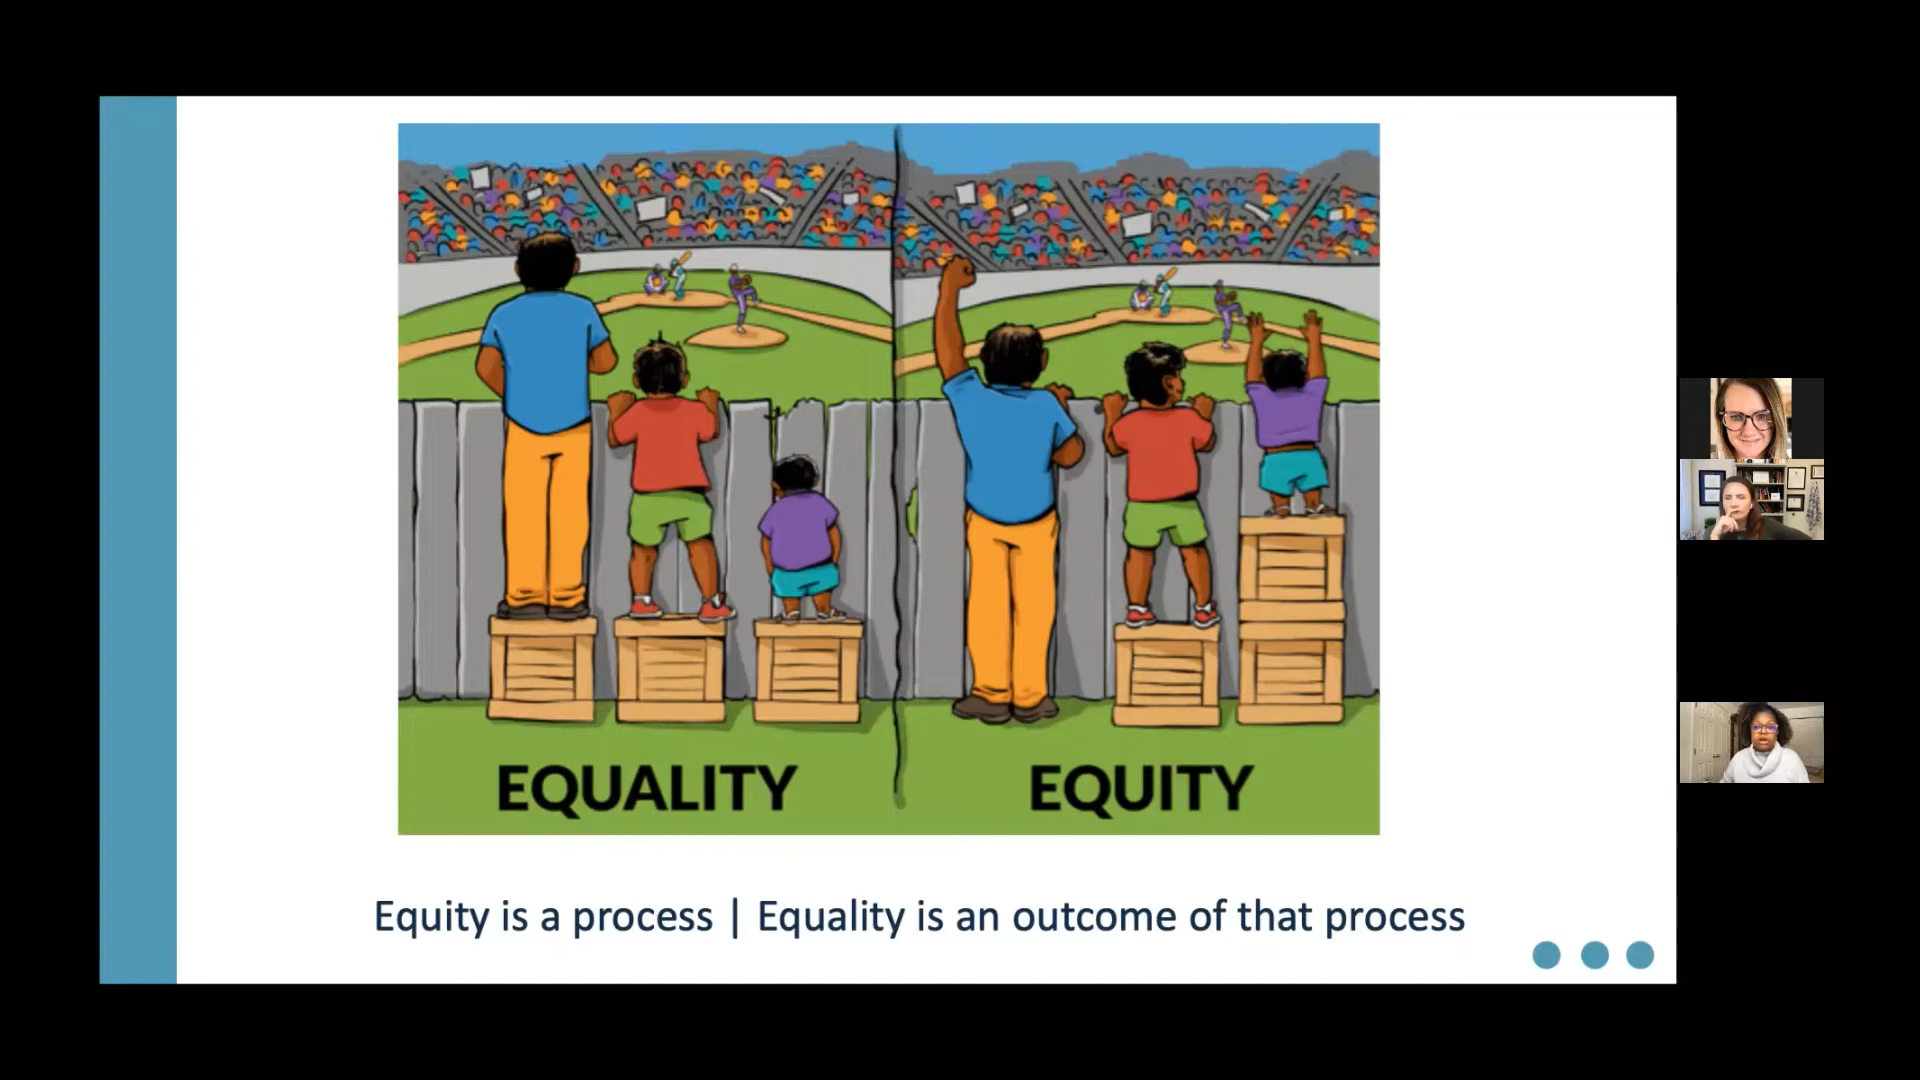 EQUALITY
EQUITY
Equity is a process | Equality is an outcome of that process